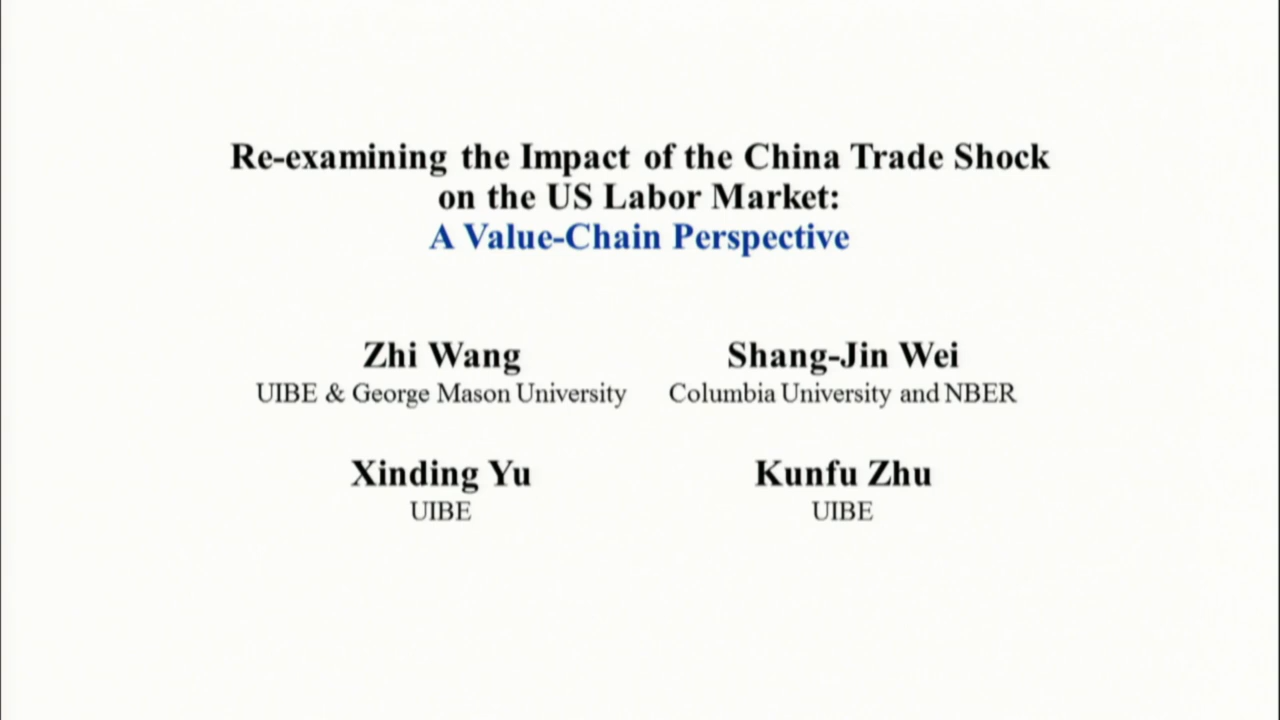 Re-examining the Impact of the China Trade Shock
on the US Labor Market:
A Value-Chain Perspective
Zhi Wang
UIBE & George Mason University
Shang-Jin Wei
Columbia University and NBER
Xinding Yu
UIBE
Kunfu Zhu
UIBE